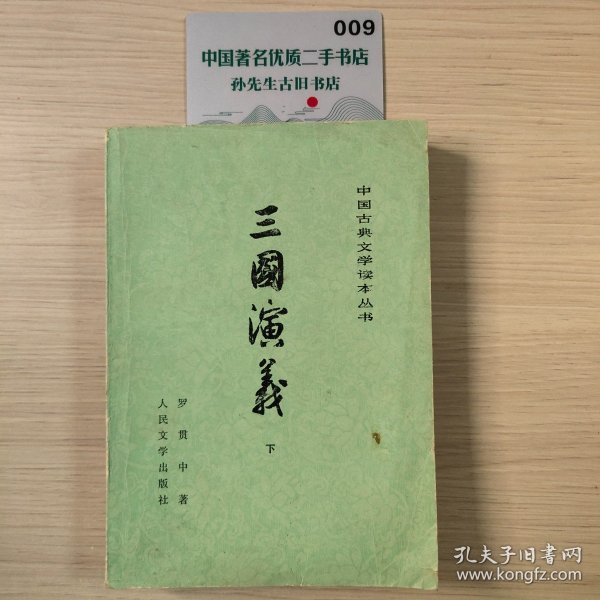 009
中国著名优质二手书店
孙先生古旧书店
中国古典文学读本丛书
三國演義
下
罗贯中著
人民文学出版社
孔夫子旧书网
www.kongfz.com